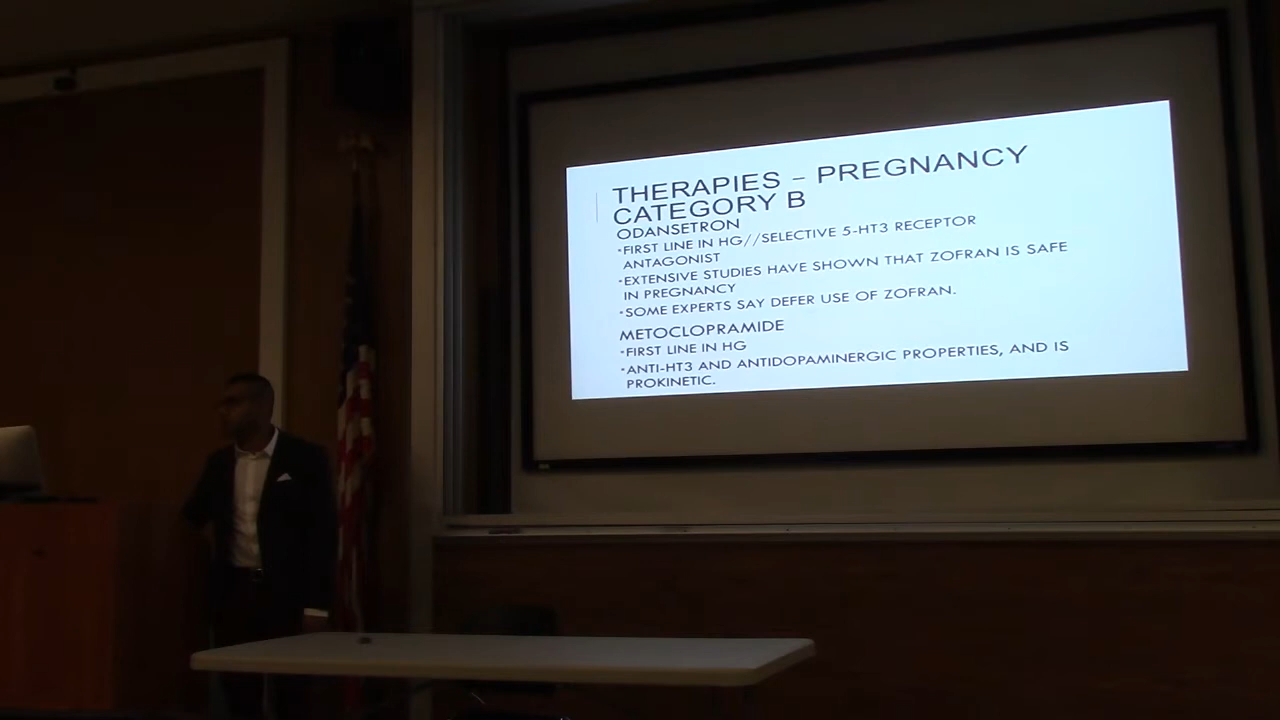 THERAPIES – PREGNANCY
CATEGORY B
ODANSETRON
•FIRST LINE IN HG//SELECTIVE 5-HT3 RECEPTOR
ANTAGONIST
•EXTENSIVE STUDIES HAVE SHOWN THAT ZOFRAN IS SAFE
IN PREGNANCY
•SOME EXPERTS SAY DEFER USE OF ZOFRAN.
METOCLOPRAMIDE
•FIRST LINE IN HG
•ANTI-HT3 AND ANTIDOPAMINERGIC PROPERTIES, AND IS
PROKINETIC.